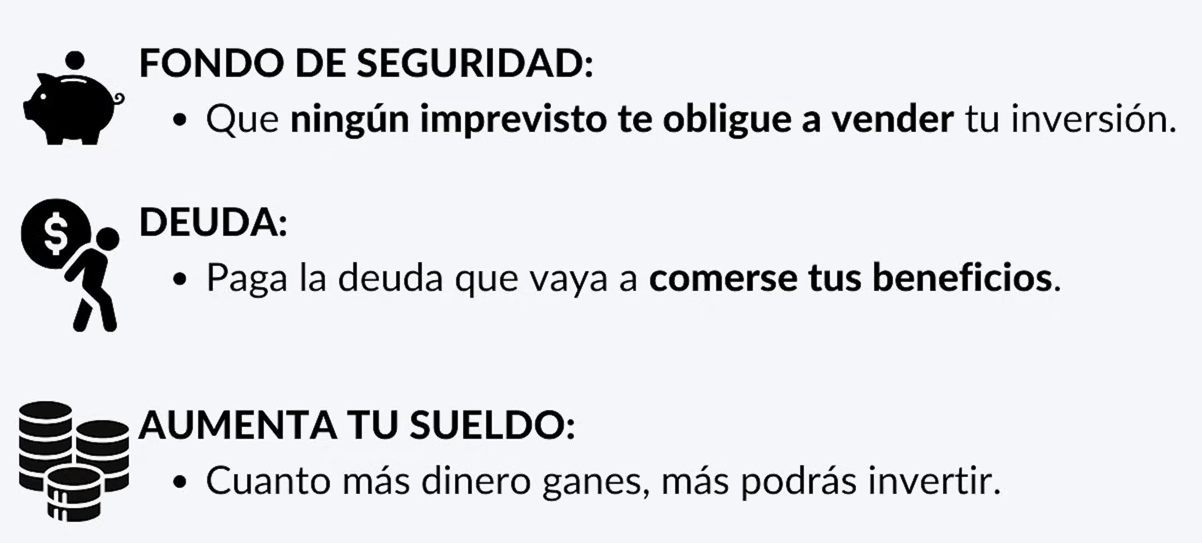 FONDO DE SEGURIDAD:
• Que ningún imprevisto te obligue a vender tu inversión.
$
DEUDA:
• Paga la deuda que vaya a comerse tus beneficios.
AUMENTA TU SUELDO:
• Cuanto más dinero ganes, más podrás invertir.